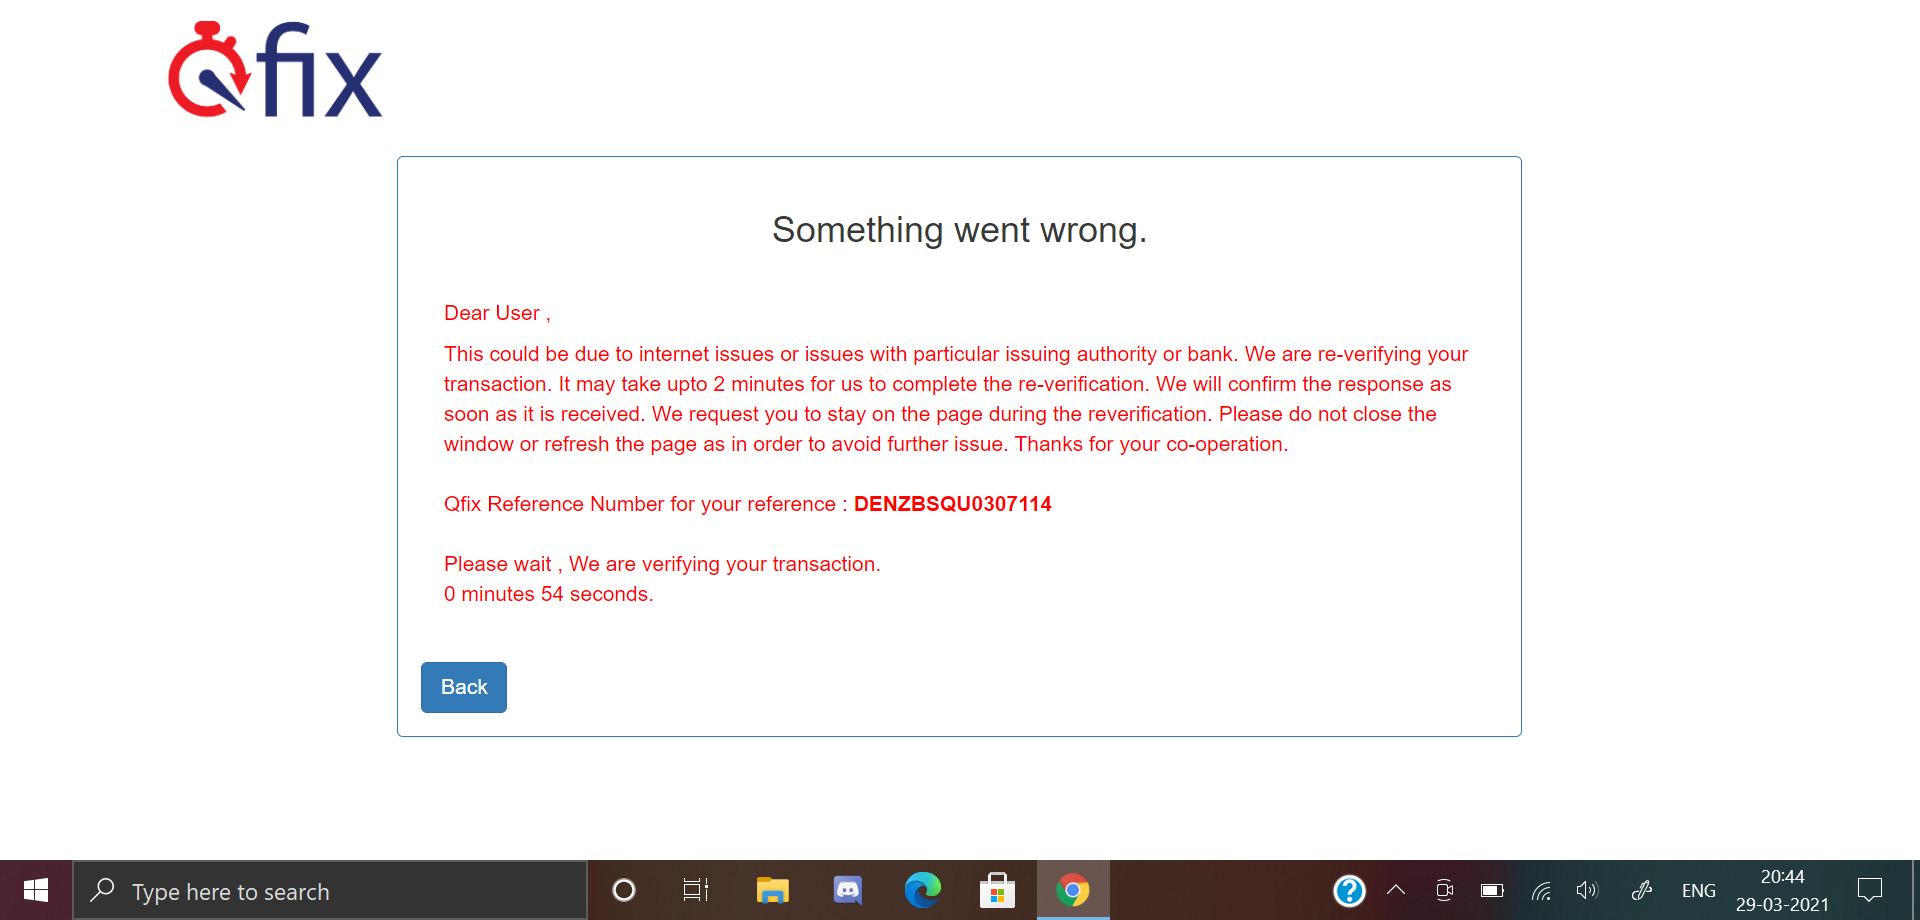 Qfix
Something went wrong.
Dear User ,
This could be due to internet issues or issues with particular issuing authority or bank. We are re-verifying your
transaction. It may take upto 2 minutes for us to complete the re-verification. We will confirm the response as
soon as it is received. We request you to stay on the page during the reverification. Please do not close the
window or refresh the page as in order to avoid further issue. Thanks for your co-operation.
Qfix Reference Number for your reference : DENZBSQU0307114
Please wait , We are verifying your transaction.
0 minutes 54 seconds.
Back
Type here to search
ENG
20:44
29-03-2021